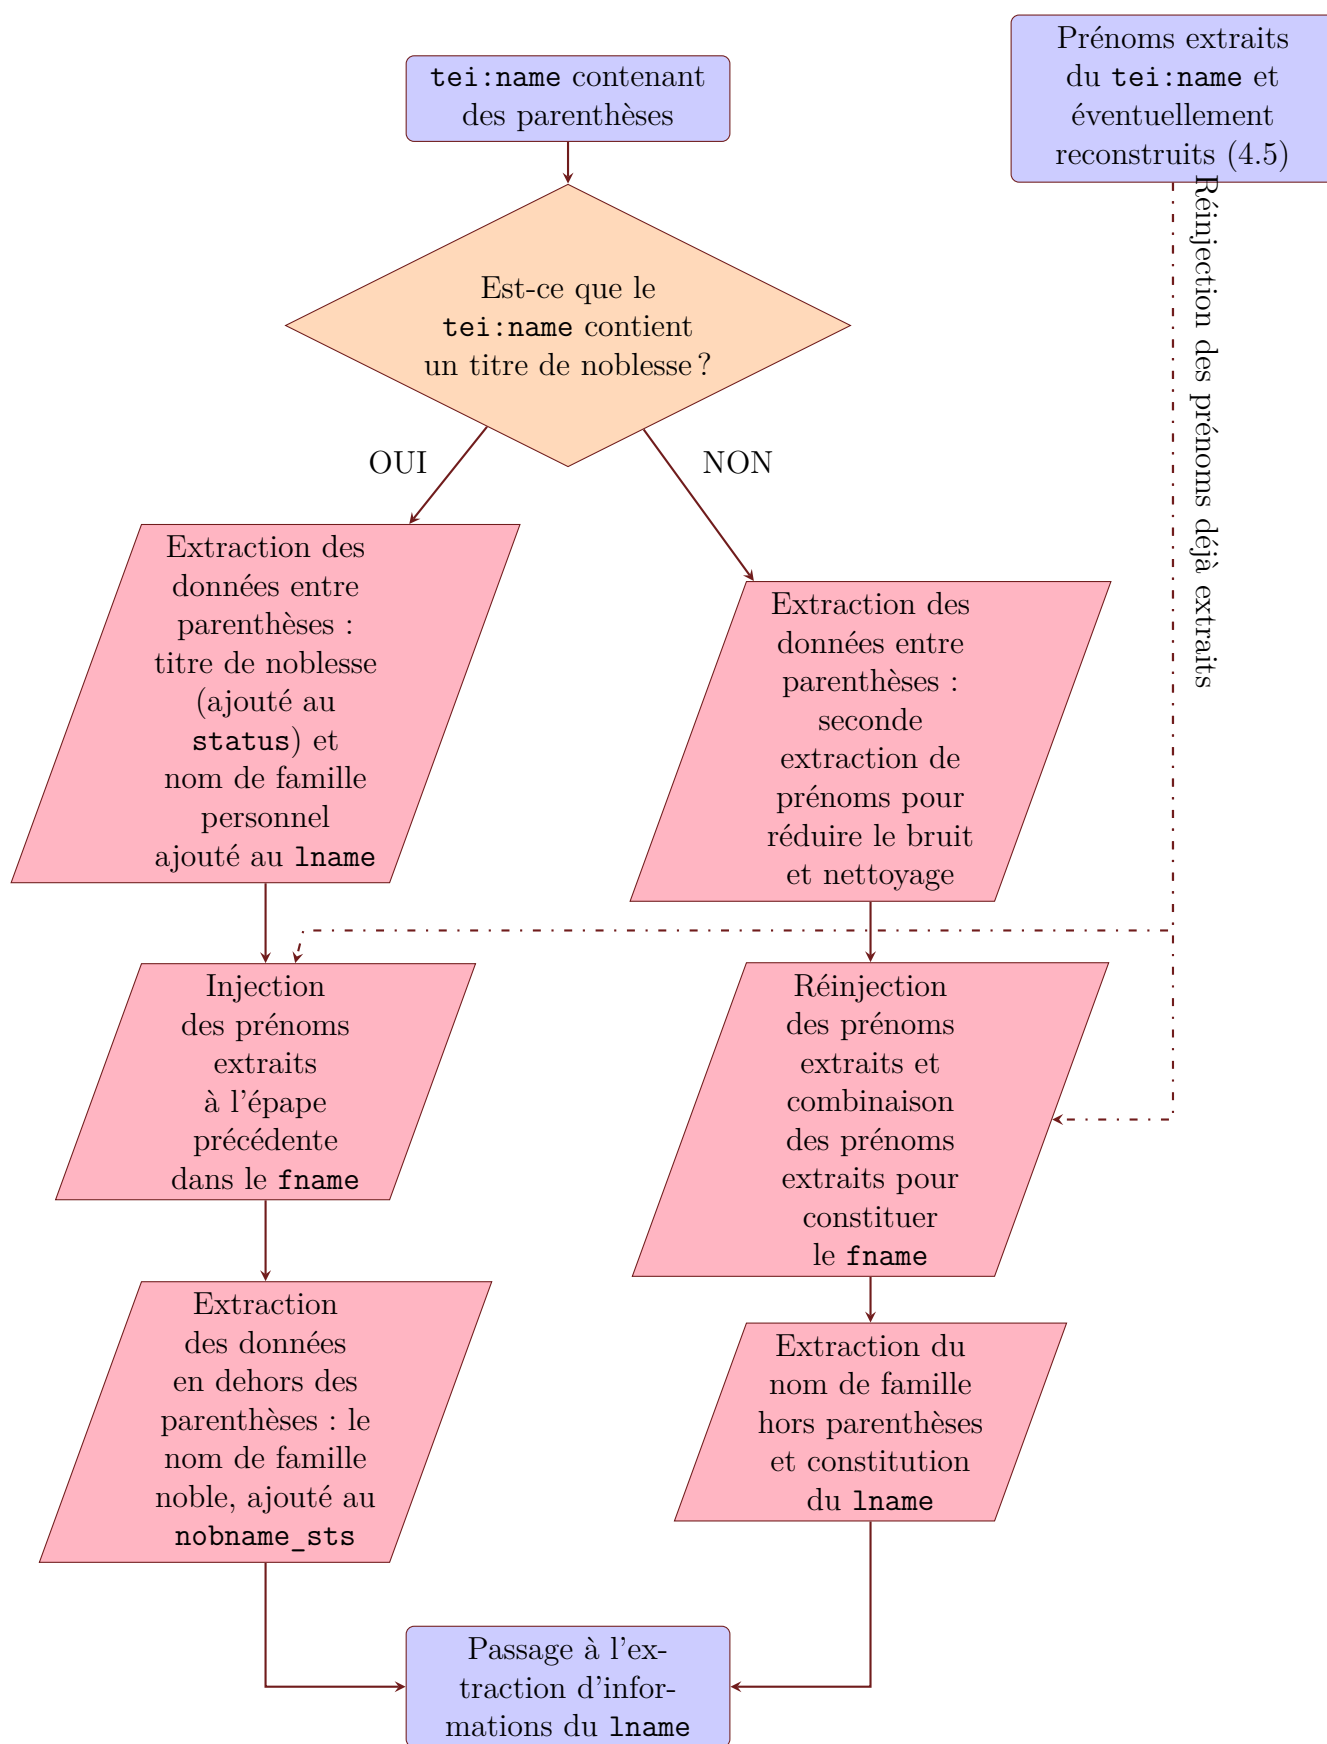 tei:name contenant
des parenthèses
Prénoms extraits
du tei:name et
éventuellement
reconstruits (4.5)
Réinjection des prénoms déjà extraits
Est-ce que le
tei:name contient
un titre de noblesse ?
OUI
NON
Extraction des
données entre
parenthèses :
titre de noblesse
(ajouté au
status) et
nom de famille
personnel
ajouté au lname
Extraction des
données entre
parenthèses :
seconde
extraction de
prénoms pour
réduire le bruit
et nettoyage
Injection
des prénoms
extraits
à l'épape
précédente
dans le fname
Réinjection
des prénoms
extraits et
combinaison
des prénoms
extraits pour
constituer
le fname
Extraction
des données
en dehors des
parenthèses : le
nom de famille
noble, ajouté au
nobname_sts
Extraction du
nom de famille
hors parenthèses
et constitution
du lname
Passage à l'ex-
traction d'infor-
mations du lname